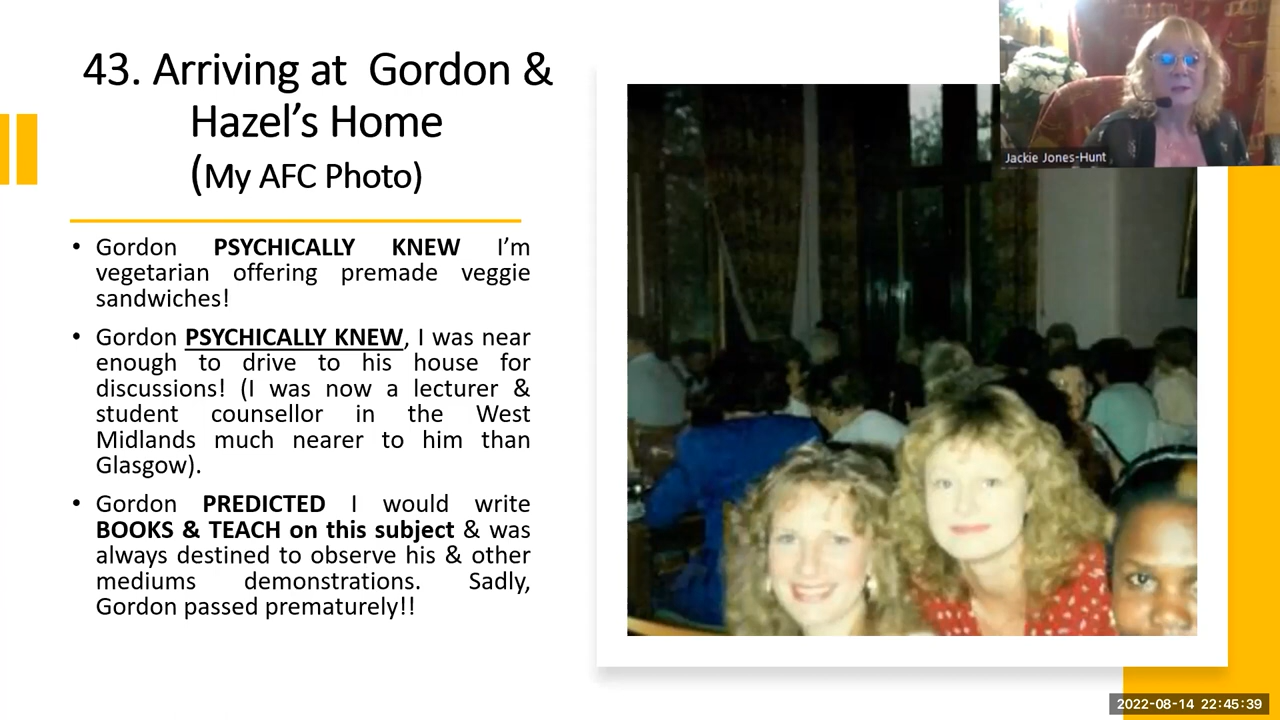 43. Arriving at Gordon &
Hazel’s Home
(My AFC Photo)
• Gordon PSYCHICALLY KNEW I’m
vegetarian offering premade veggie
sandwiches!
• Gordon PSYCHICALLY KNEW, I was near
enough to drive to his house for
discussions! (I was now a lecturer &
student counsellor in the West
Midlands much nearer to him than
Glasgow).
• Gordon PREDICTED I would write
BOOKS & TEACH on this subject & was
always destined to observe his & other
mediums demonstrations. Sadly,
Gordon passed prematurely!!
Jackie Jones-Hunt
2022-08-14 22:45:39